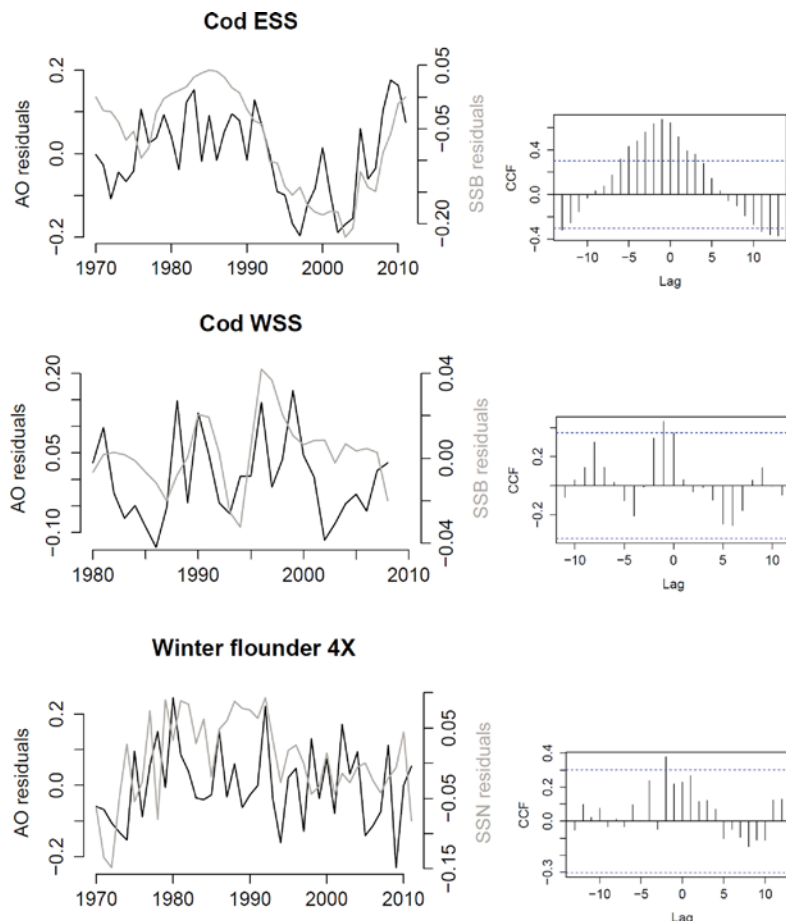 Cod ESS
AO residuals
0.2
0.0
−0.2
1970 1980 1990 2000 2010
0.05
−0.05
−0.20
SSB residuals
CCF
0.4
0.0
−0.4
−10 −5 0 5 10
Lag
Cod WSS
AO residuals
0.20
0.05
−0.10
1980 1990 2000 2010
0.04
0.00
−0.04
SSB residuals
CCF
0.2
−0.2
−10 −5 0 5 10
Lag
Winter flounder 4X
AO residuals
0.2
0.0
−0.2
1970 1980 1990 2000 2010
0.05
−0.05
−0.15
SSN residuals
CCF
0.4
0.2
0.0
−0.3
−10 −5 0 5 10
Lag